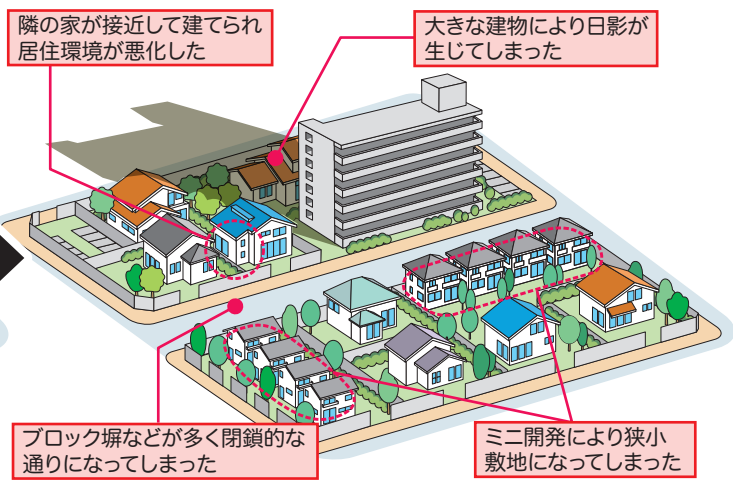 隣の家が接近して建てられ
居住環境が悪化した
大きな建物により日影が
生じてしまった
ブロック塀などが多く閉鎖的な
通りになってしまった
ミニ開発により狭小
敷地になってしまった